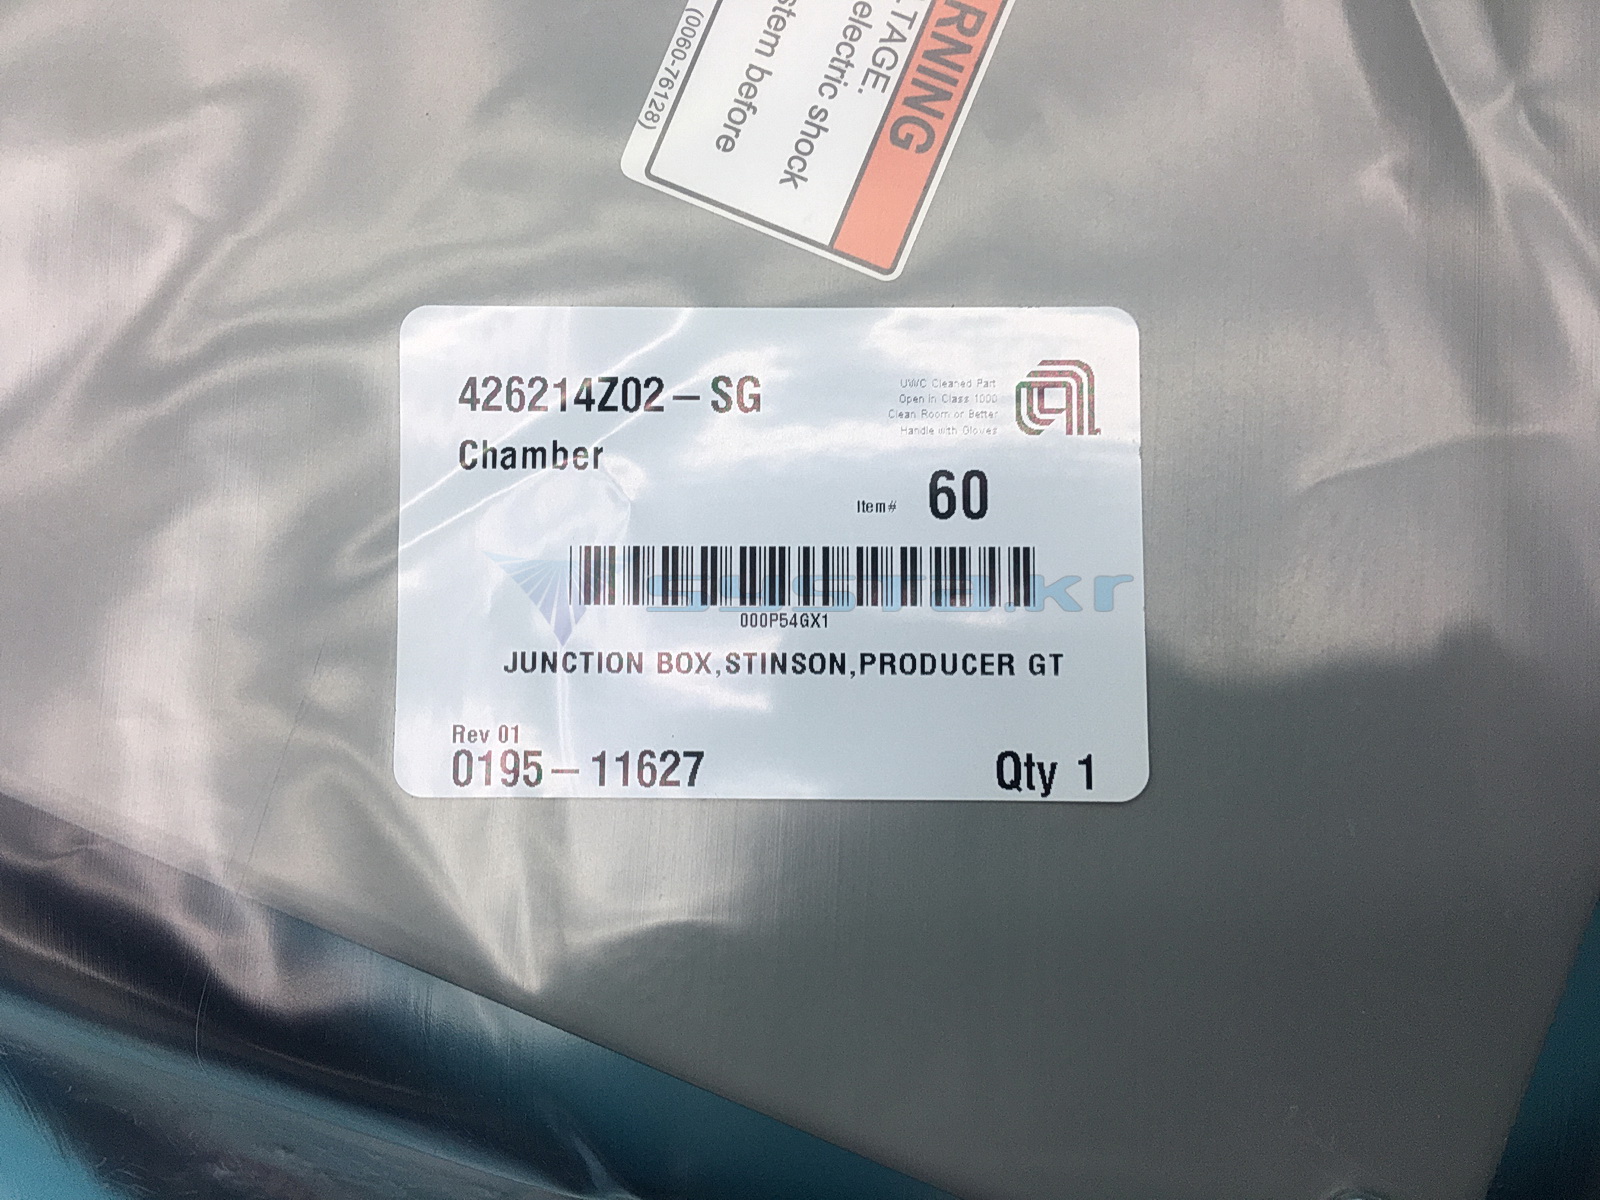 RNING
TAGE.
electric shock
stem before
(0060-76128)
426214Z02-SG
Chamber
UWC Cleaned Part
Open in Class 1000
Clean Room or Better
Handle with Gloves
Item# 60
000P54GX1
systa.kr
JUNCTION BOX,STINSON,PRODUCER GT
Rev 01
0195-11627
Qty 1